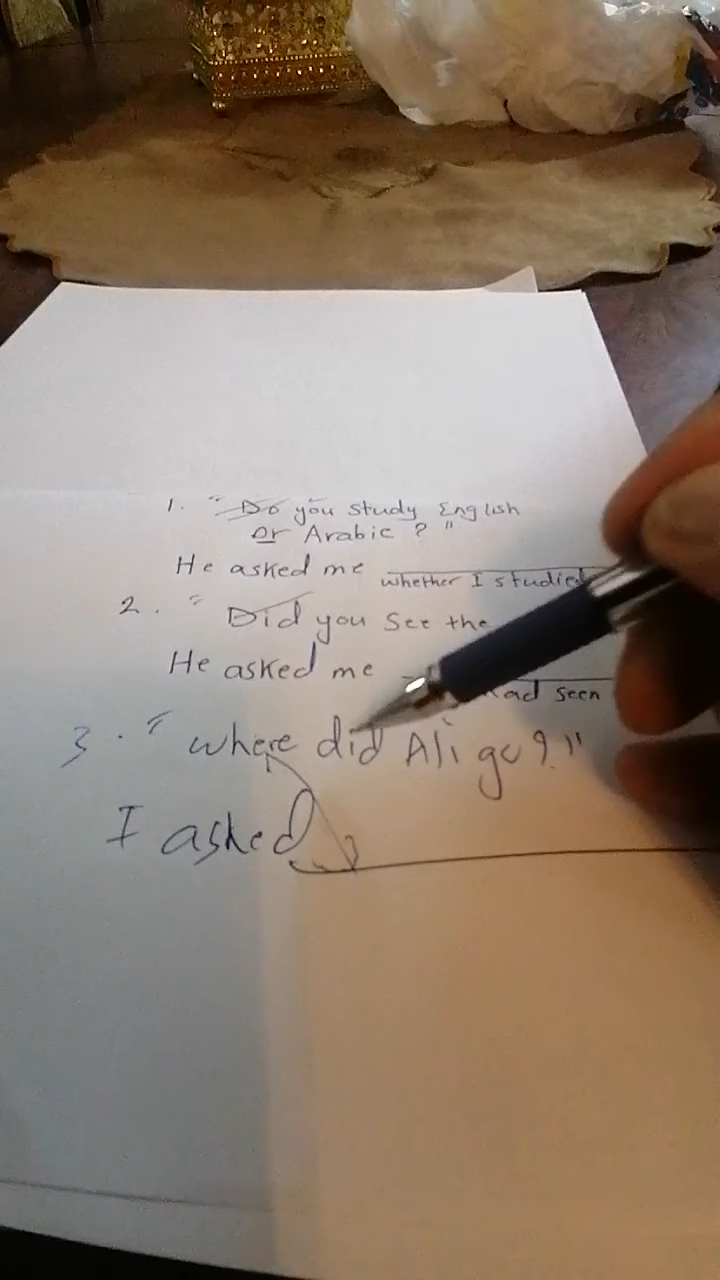 1. "Do you study English
or Arabic ?"
He asked me whether I studied
2. " Did you see the
He asked me had seen
3. " where did Ali go?"
I asked